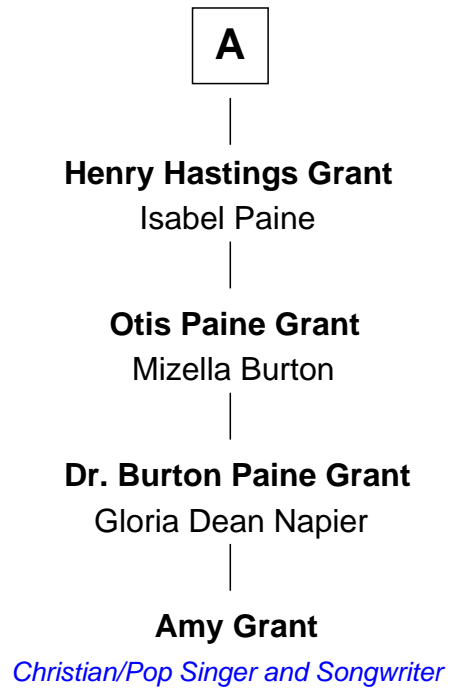 A
Henry Hastings Grant
Isabel Paine
Otis Paine Grant
Mizella Burton
Dr. Burton Paine Grant
Gloria Dean Napier
Amy Grant
Christian/Pop Singer and Songwriter